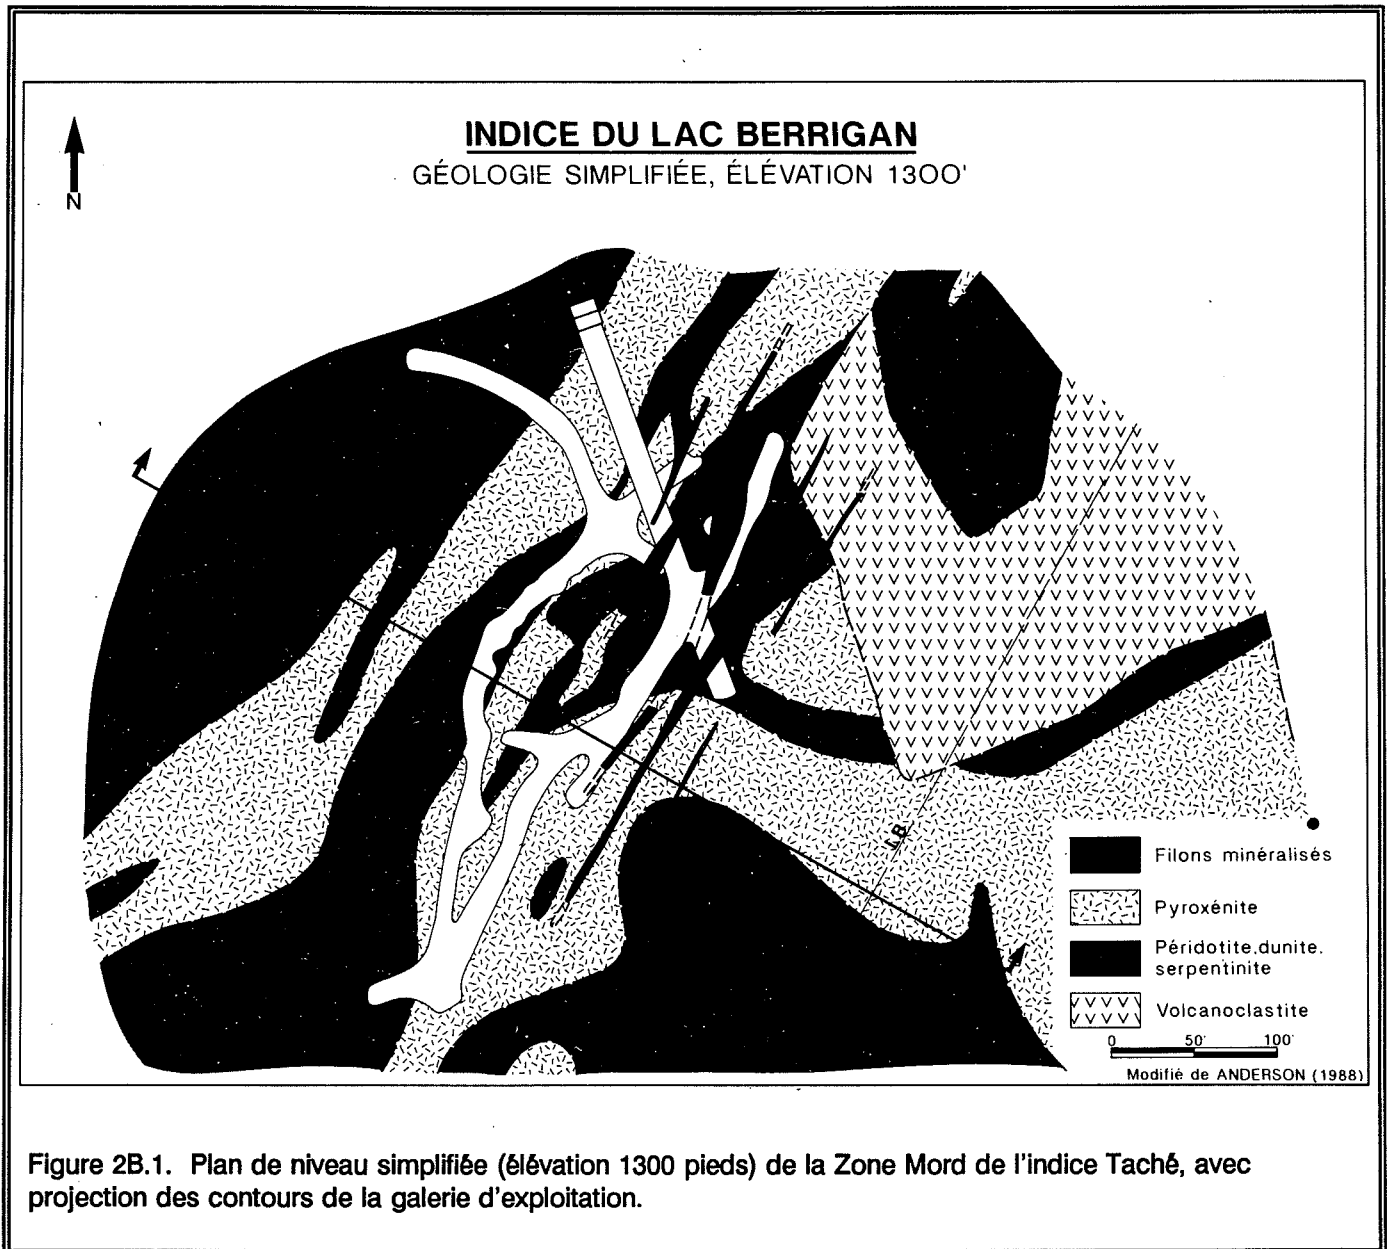 INDICE DU LAC BERRIGAN
GÉOLOGIE SIMPLIFIÉE, ÉLÉVATION 1300'
N
Filons minéralisés
Pyroxénite
Péridotite.dunite.
serpentinite
Volcanoclastite
0 50' 100'
Modifié de ANDERSON (1988)
Figure 2B.1. Plan de niveau simplifiée (élévation 1300 pieds) de la Zone Mord de l'indice Taché, avec
projection des contours de la galerie d'exploitation.